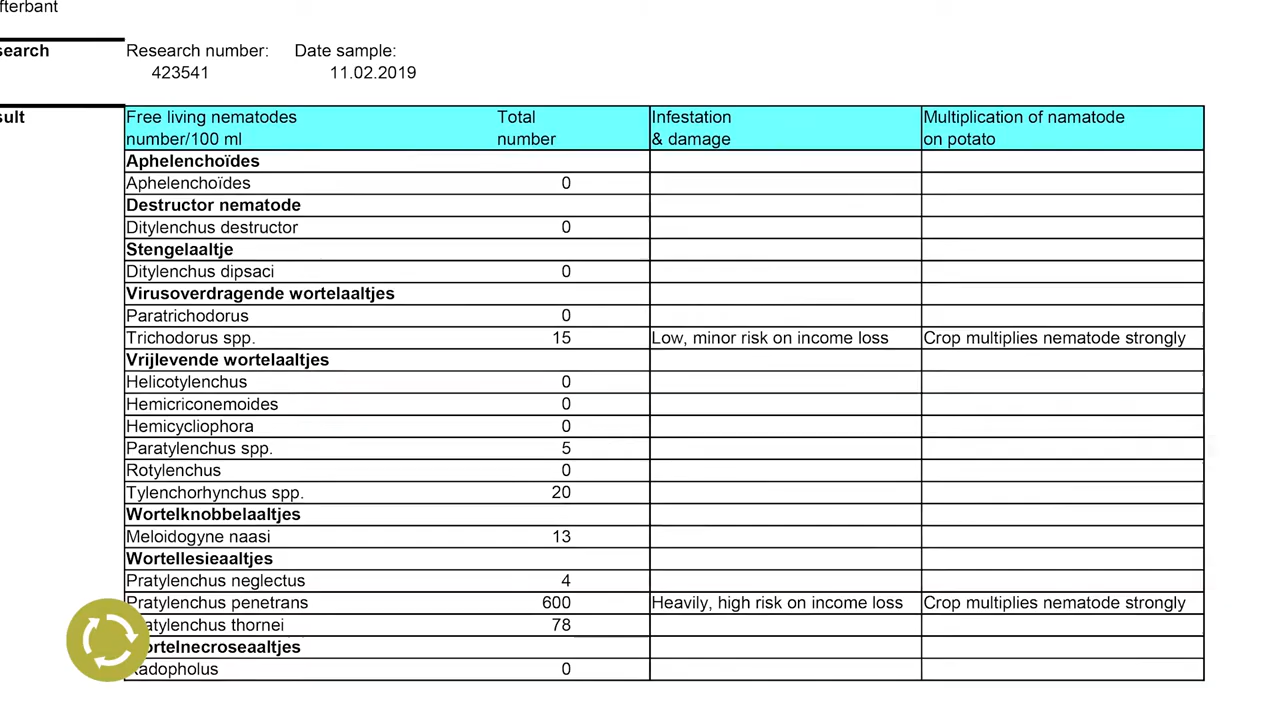 fterbant
search Research number: Date sample:
423541 11.02.2019
sult Free living nematodes Total Infestation Multiplication of namatode
number/100 ml number & damage on potato
Aphelenchoïdes
Aphelenchoïdes 0
Destructor nematode
Ditylenchus destructor 0
Stengelaaltje
Ditylenchus dipsaci 0
Virusoverdragende wortelaaltjes
Paratrichodorus 0
Trichodorus spp. 15 Low, minor risk on income loss Crop multiplies nematode strongly
Vrijlevende wortelaaltjes
Helicotylenchus 0
Hemicriconemoides 0
Hemicycliophora 0
Paratylenchus spp. 5
Rotylenchus 0
Tylenchorhynchus spp. 20
Wortelknobbelaaltjes
Meloidogyne naasi 13
Wortellesieaaltjes
Pratylenchus neglectus 4
Pratylenchus penetrans 600 Heavily, high risk on income loss Crop multiplies nematode strongly
atylenchus thornei 78
ortelnecroseaaltjes
adopholus 0